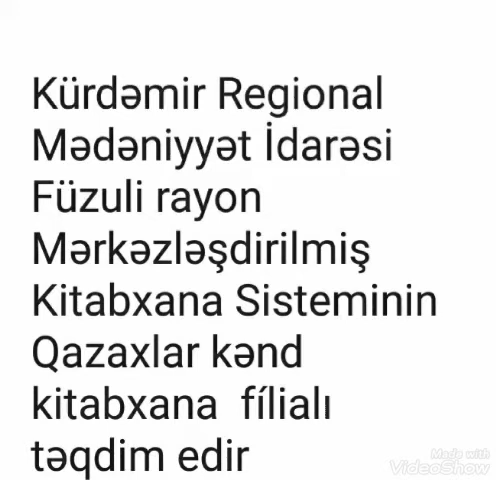 Kürdəmir Regional
Mədəniyyət İdarəsi
Füzuli rayon
Mərkəzləşdirilmiş
Kitabxana Sisteminin
Qazaxlar kənd
kitabxana  fílialı
təqdim edir
Made with
VideoShow